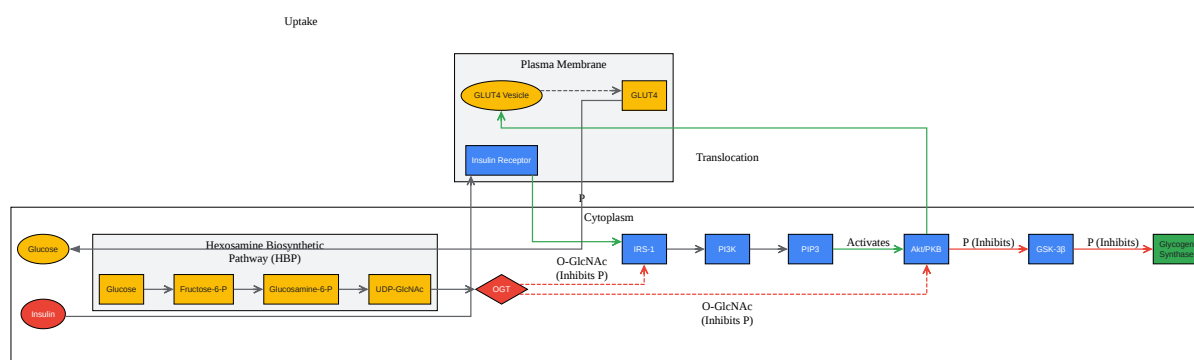 Uptake
Plasma Membrane
GLUT4 Vesicle
GLUT4
Translocation
Insulin Receptor
P
Cytoplasm
Glucose
Hexosamine Biosynthetic
Pathway (HBP)
IRS-1
PI3K
PIP3
Activates
Akt/PKB
P (Inhibits)
GSK-3β
P (Inhibits)
Glycogen
Synthase
O-GlcNAc
(Inhibits P)
Glucose
Fructose-6-P
Glucosamine-6-P
UDP-GlcNAc
OGT
O-GlcNAc
(Inhibits P)
Insulin